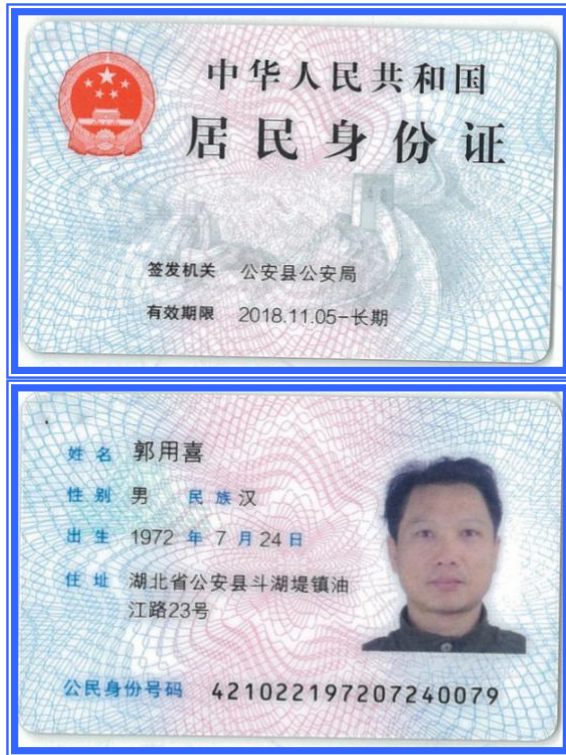 中华人民共和国
居民身份证
签发机关 公安县公安局
有效期限 2018.11.05-长期
姓名 郭用喜
性别 男 民族 汉
出生 1972 年 7 月 24 日
住址 湖北省公安县斗湖堤镇油
江路23号
公民身份号码 421022197207240079